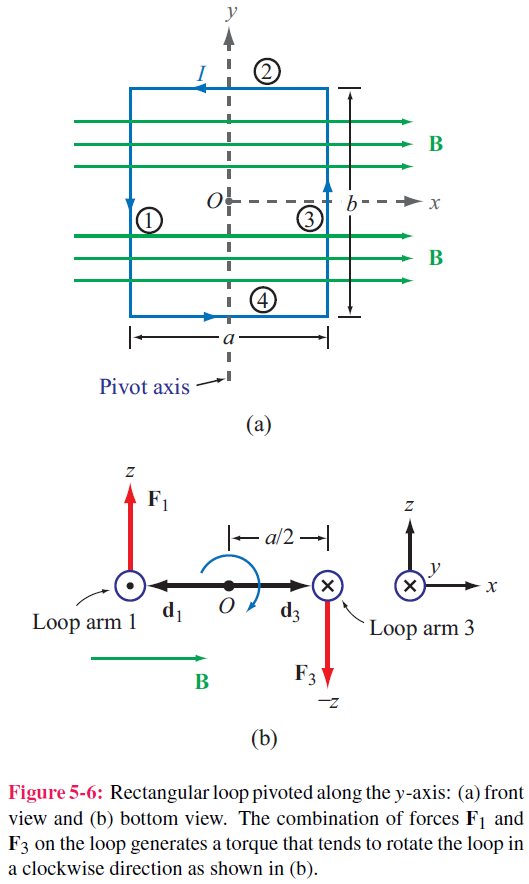 y
I
②
B
O
b
x
①
③
B
④
a
Pivot axis
(a)
z
F₁
a/2
z
y
x
d₁
O
d₃
Loop arm 1
Loop arm 3
B
F₃
−z
(b)
Figure 5-6: Rectangular loop pivoted along the y-axis: (a) front
view and (b) bottom view. The combination of forces F₁ and
F₃ on the loop generates a torque that tends to rotate the loop in
a clockwise direction as shown in (b).